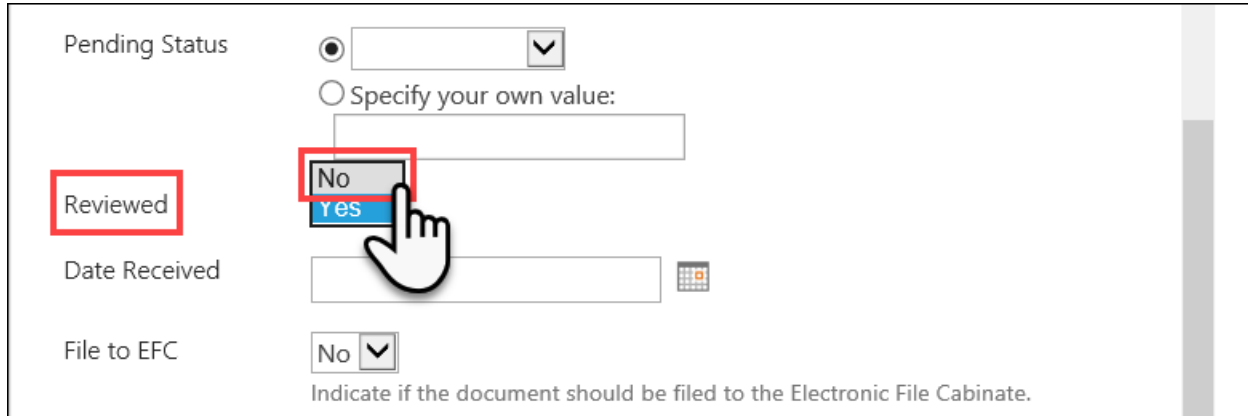 Pending Status
Specify your own value:
No
Reviewed
Yes
Date Received
File to EFC
No
Indicate if the document should be filed to the Electronic File Cabinate.